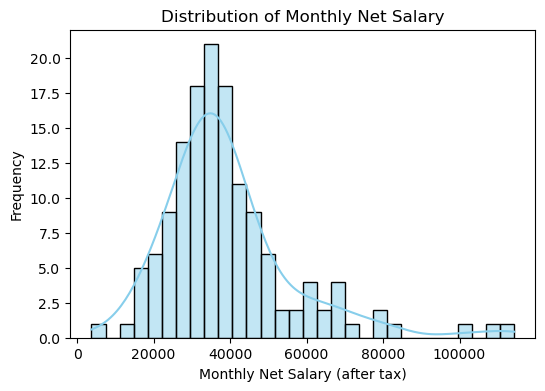 Distribution of Monthly Net Salary
20.0
17.5
15.0
12.5
10.0
7.5
5.0
2.5
0.0
Frequency
0 20000 40000 60000 80000 100000
Monthly Net Salary (after tax)